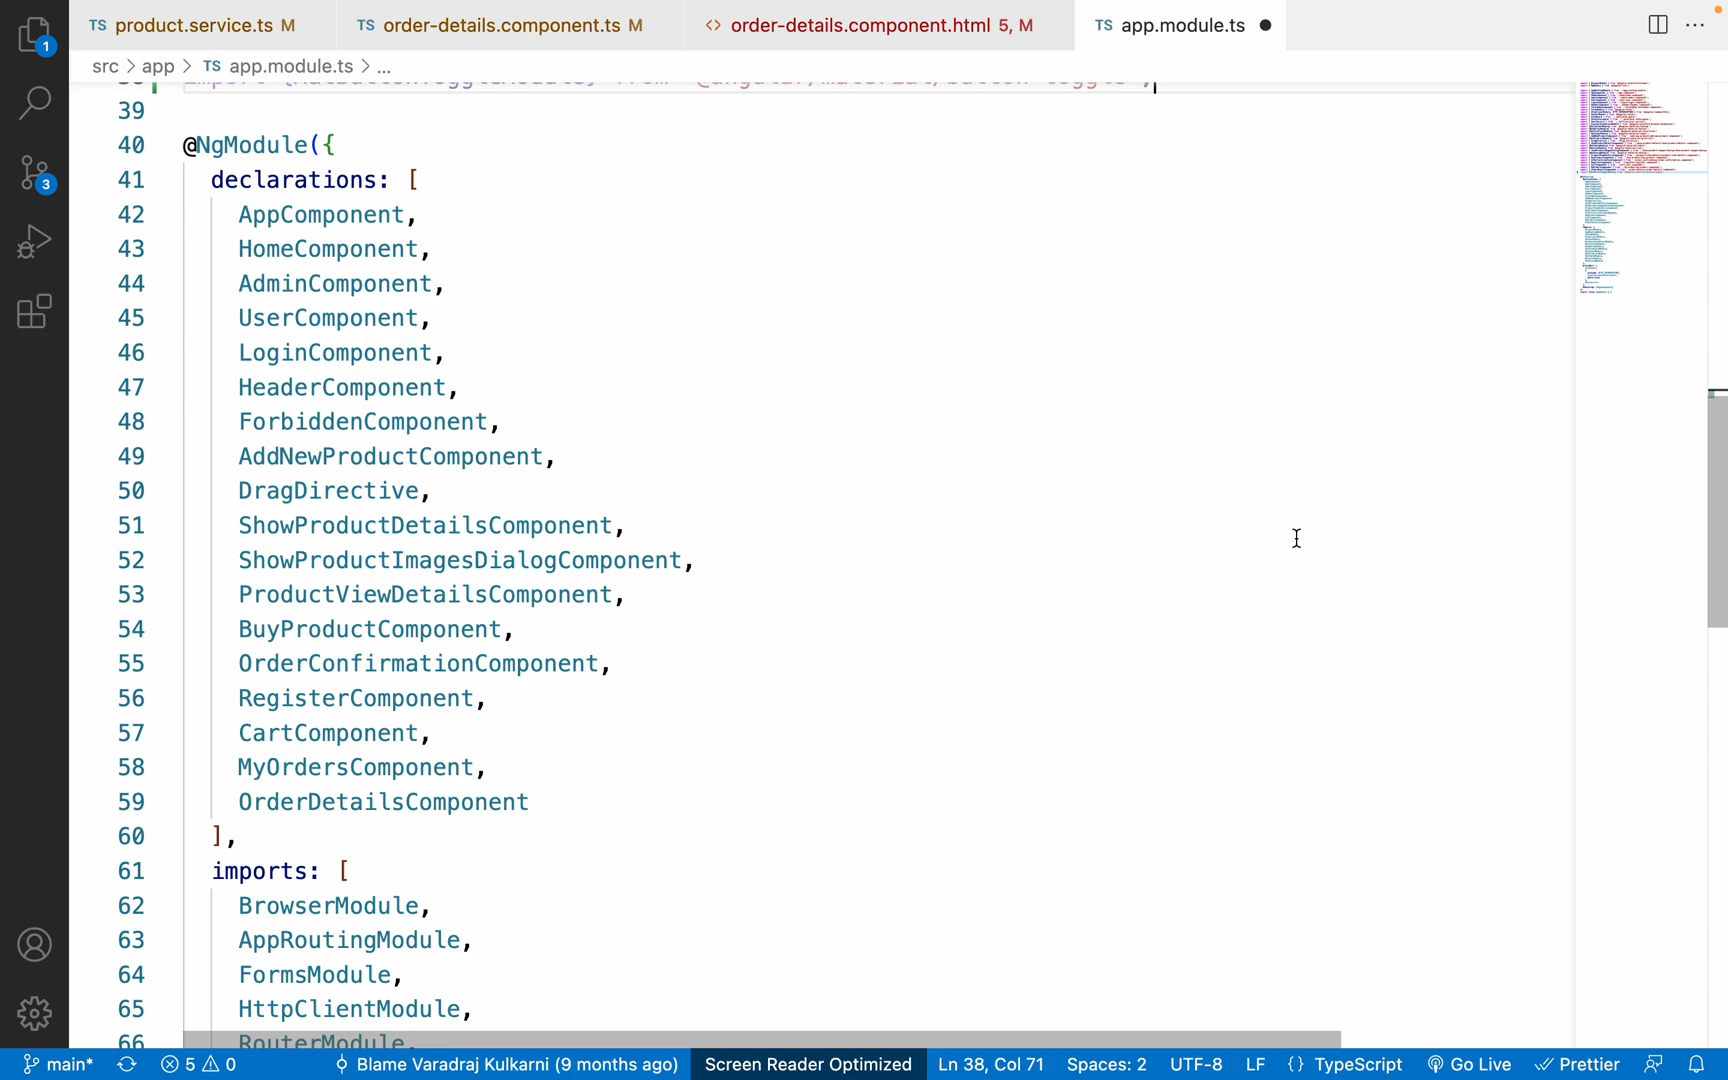 TS product.service.ts M TS order-details.component.ts M <> order-details.component.html 5, M TS app.module.ts ● ...
1 src > app > TS app.module.ts > ...
39
40 @NgModule({
41 declarations: [
42 AppComponent,
3 43 HomeComponent,
44 AdminComponent,
45 UserComponent,
46 LoginComponent,
47 HeaderComponent,
48 ForbiddenComponent,
49 AddNewProductComponent,
50 DragDirective,
51 ShowProductDetailsComponent,
52 ShowProductImagesDialogComponent,
53 ProductViewDetailsComponent,
54 BuyProductComponent,
55 OrderConfirmationComponent,
56 RegisterComponent,
57 CartComponent,
58 MyOrdersComponent,
59 OrderDetailsComponent
60 ],
61 imports: [
62 BrowserModule,
63 AppRoutingModule,
64 FormsModule,
65 HttpClientModule,
66 RouterModule,
main* 5 0 Blame Varadraj Kulkarni (9 months ago) Screen Reader Optimized Ln 38, Col 71 Spaces: 2 UTF-8 LF {} TypeScript Go Live Prettier